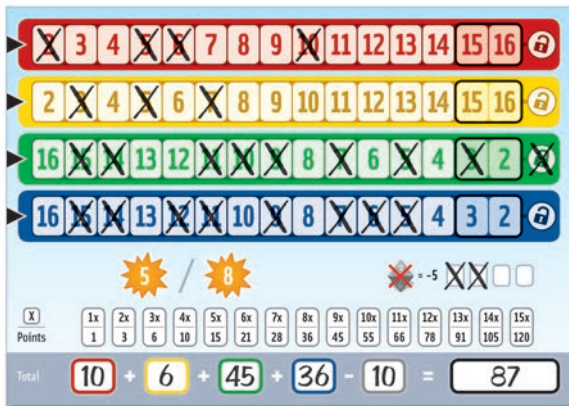 2 3 4 5 6 7 8 9 10 11 12 13 14 15 16
2 3 4 5 6 7 8 9 10 11 12 13 14 15 16
16 15 14 13 12 11 10 9 8 7 6 5 4 3 2
16 15 14 13 12 11 10 9 8 7 6 5 4 3 2
5 / 8 = -5 X X
X 1x 2x 3x 4x 5x 6x 7x 8x 9x 10x 11x 12x 13x 14x 15x
Points 1 3 6 10 15 21 28 36 45 55 66 78 91 105 120
Total 10 + 6 + 45 + 36 - 10 = 87